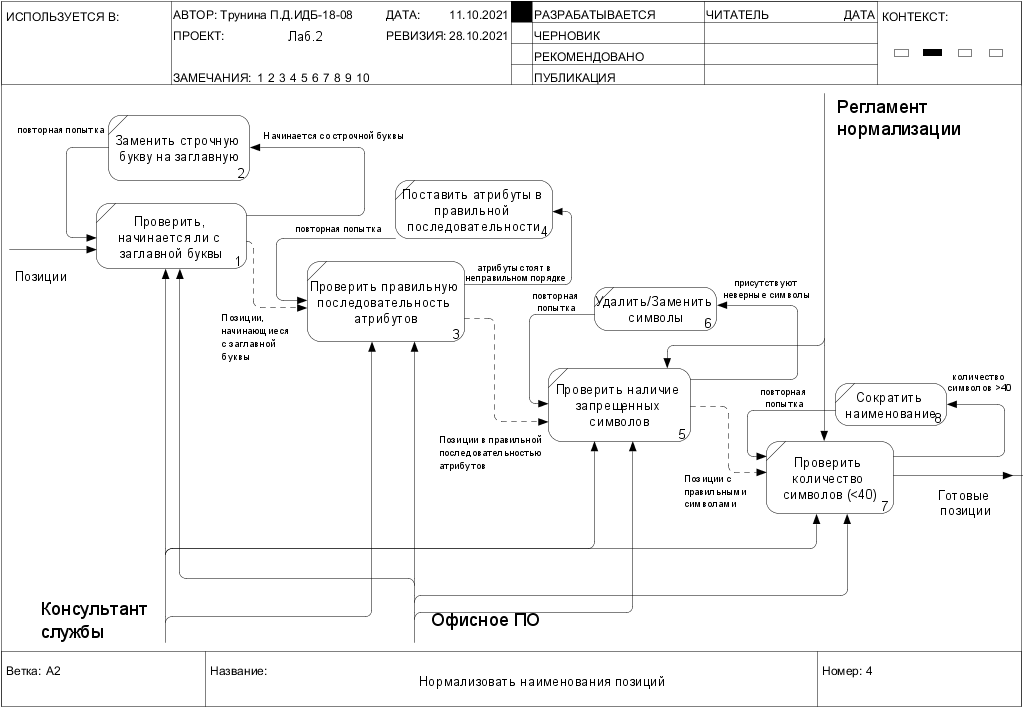 ИСПОЛЬЗУЕТСЯ В:
АВТОР: Трунина П.Д.ИДБ-18-08
ДАТА: 11.10.2021
ПРОЕКТ: Лаб.2
РЕВИЗИЯ: 28.10.2021
ЗАМЕЧАНИЯ: 1 2 3 4 5 6 7 8 9 10
РАЗРАБАТЫВАЕТСЯ
ЧЕРНОВИК
РЕКОМЕНДОВАНО
ПУБЛИКАЦИЯ
ЧИТАТЕЛЬ
ДАТА
КОНТЕКСТ:
Регламент
нормализации
повторная попытка
Заменить строчную
букву на заглавную
2
Начинается со строчной буквы
Проверить,
начинается ли с
заглавной буквы
1
Позиции
Поставить атрибуты в
правильной
последовательности
4
повторная попытка
атрибуты стоят в
неправильном порядке
Проверить правильную
последовательность
атрибутов
3
Позиции,
начинающиеся
с заглавной
буквы
повторная
попытка
Удалить/Заменить
символы
6
присутствуют
неверные символы
Проверить наличие
запрещенных
символов
5
Позиции в правильной
последовательностью
атрибутов
повторная
попытка
Сократить
наименование
8
количество
символов >40
Проверить
количество
символов (<40)
7
Позиции с
правильными
символами
Готовые
позиции
Консультант
службы
Офисное ПО
Ветка: A2
Название:
Нормализовать наименования позиций
Номер: 4